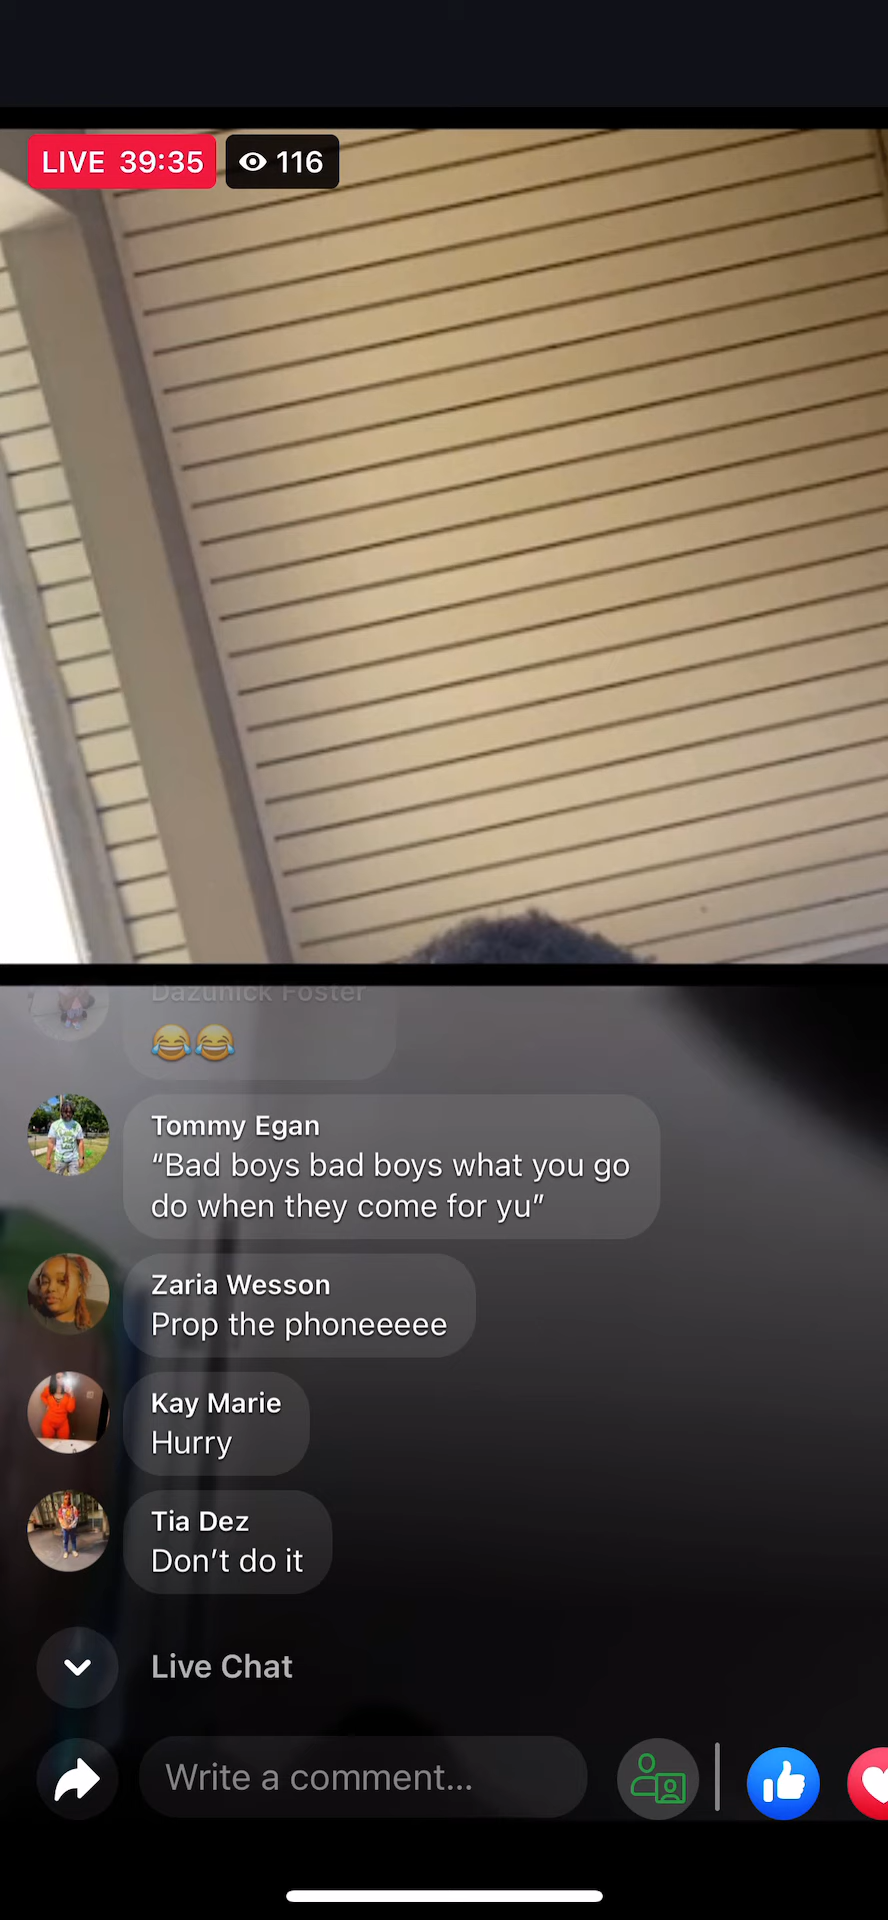 LIVE 39:35 116
Dazunick Foster
😂😂
Tommy Egan
“Bad boys bad boys what you go
do when they come for yu”
Zaria Wesson
Prop the phoneeeee
Kay Marie
Hurry
Tia Dez
Don’t do it
Live Chat
Write a comment...